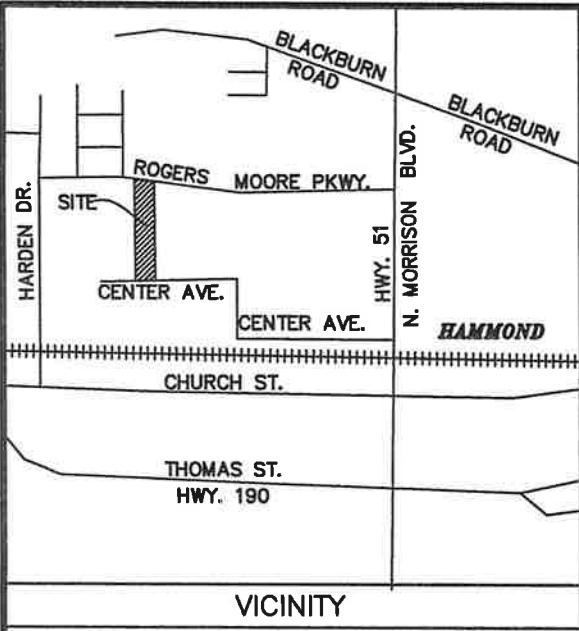 BLACKBURN
ROAD
BLACKBURN
ROAD
ROGERS MOORE PKWY.
HARDEN DR.
SITE
HWY. 51
N. MORRISON BLVD.
CENTER AVE.
CENTER AVE.
HAMMOND
CHURCH ST.
THOMAS ST.
HWY. 190
VICINITY